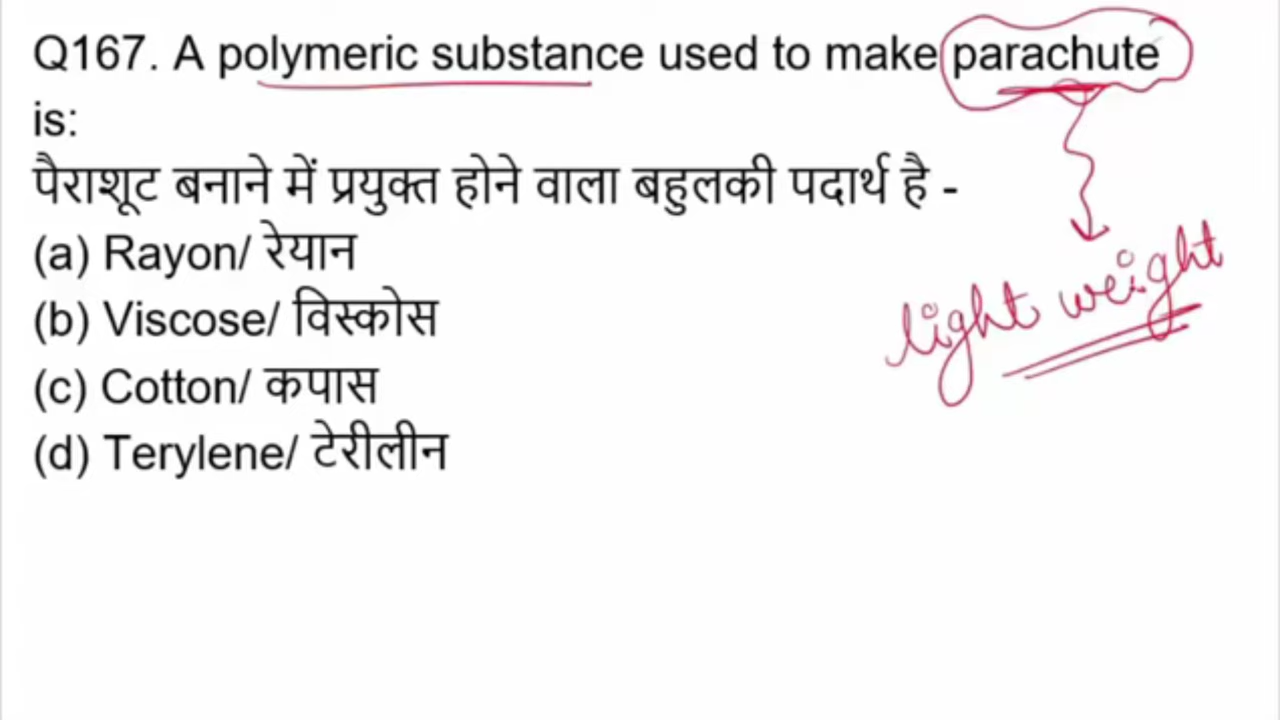 Q167. A polymeric substance used to make parachute
is:
पैराशूट बनाने में प्रयुक्त होने वाला बहुलकी पदार्थ है -
(a) Rayon/ रेयान
(b) Viscose/ विस्कोस
(c) Cotton/ कपास
(d) Terylene/ टेरीलीन
light weight